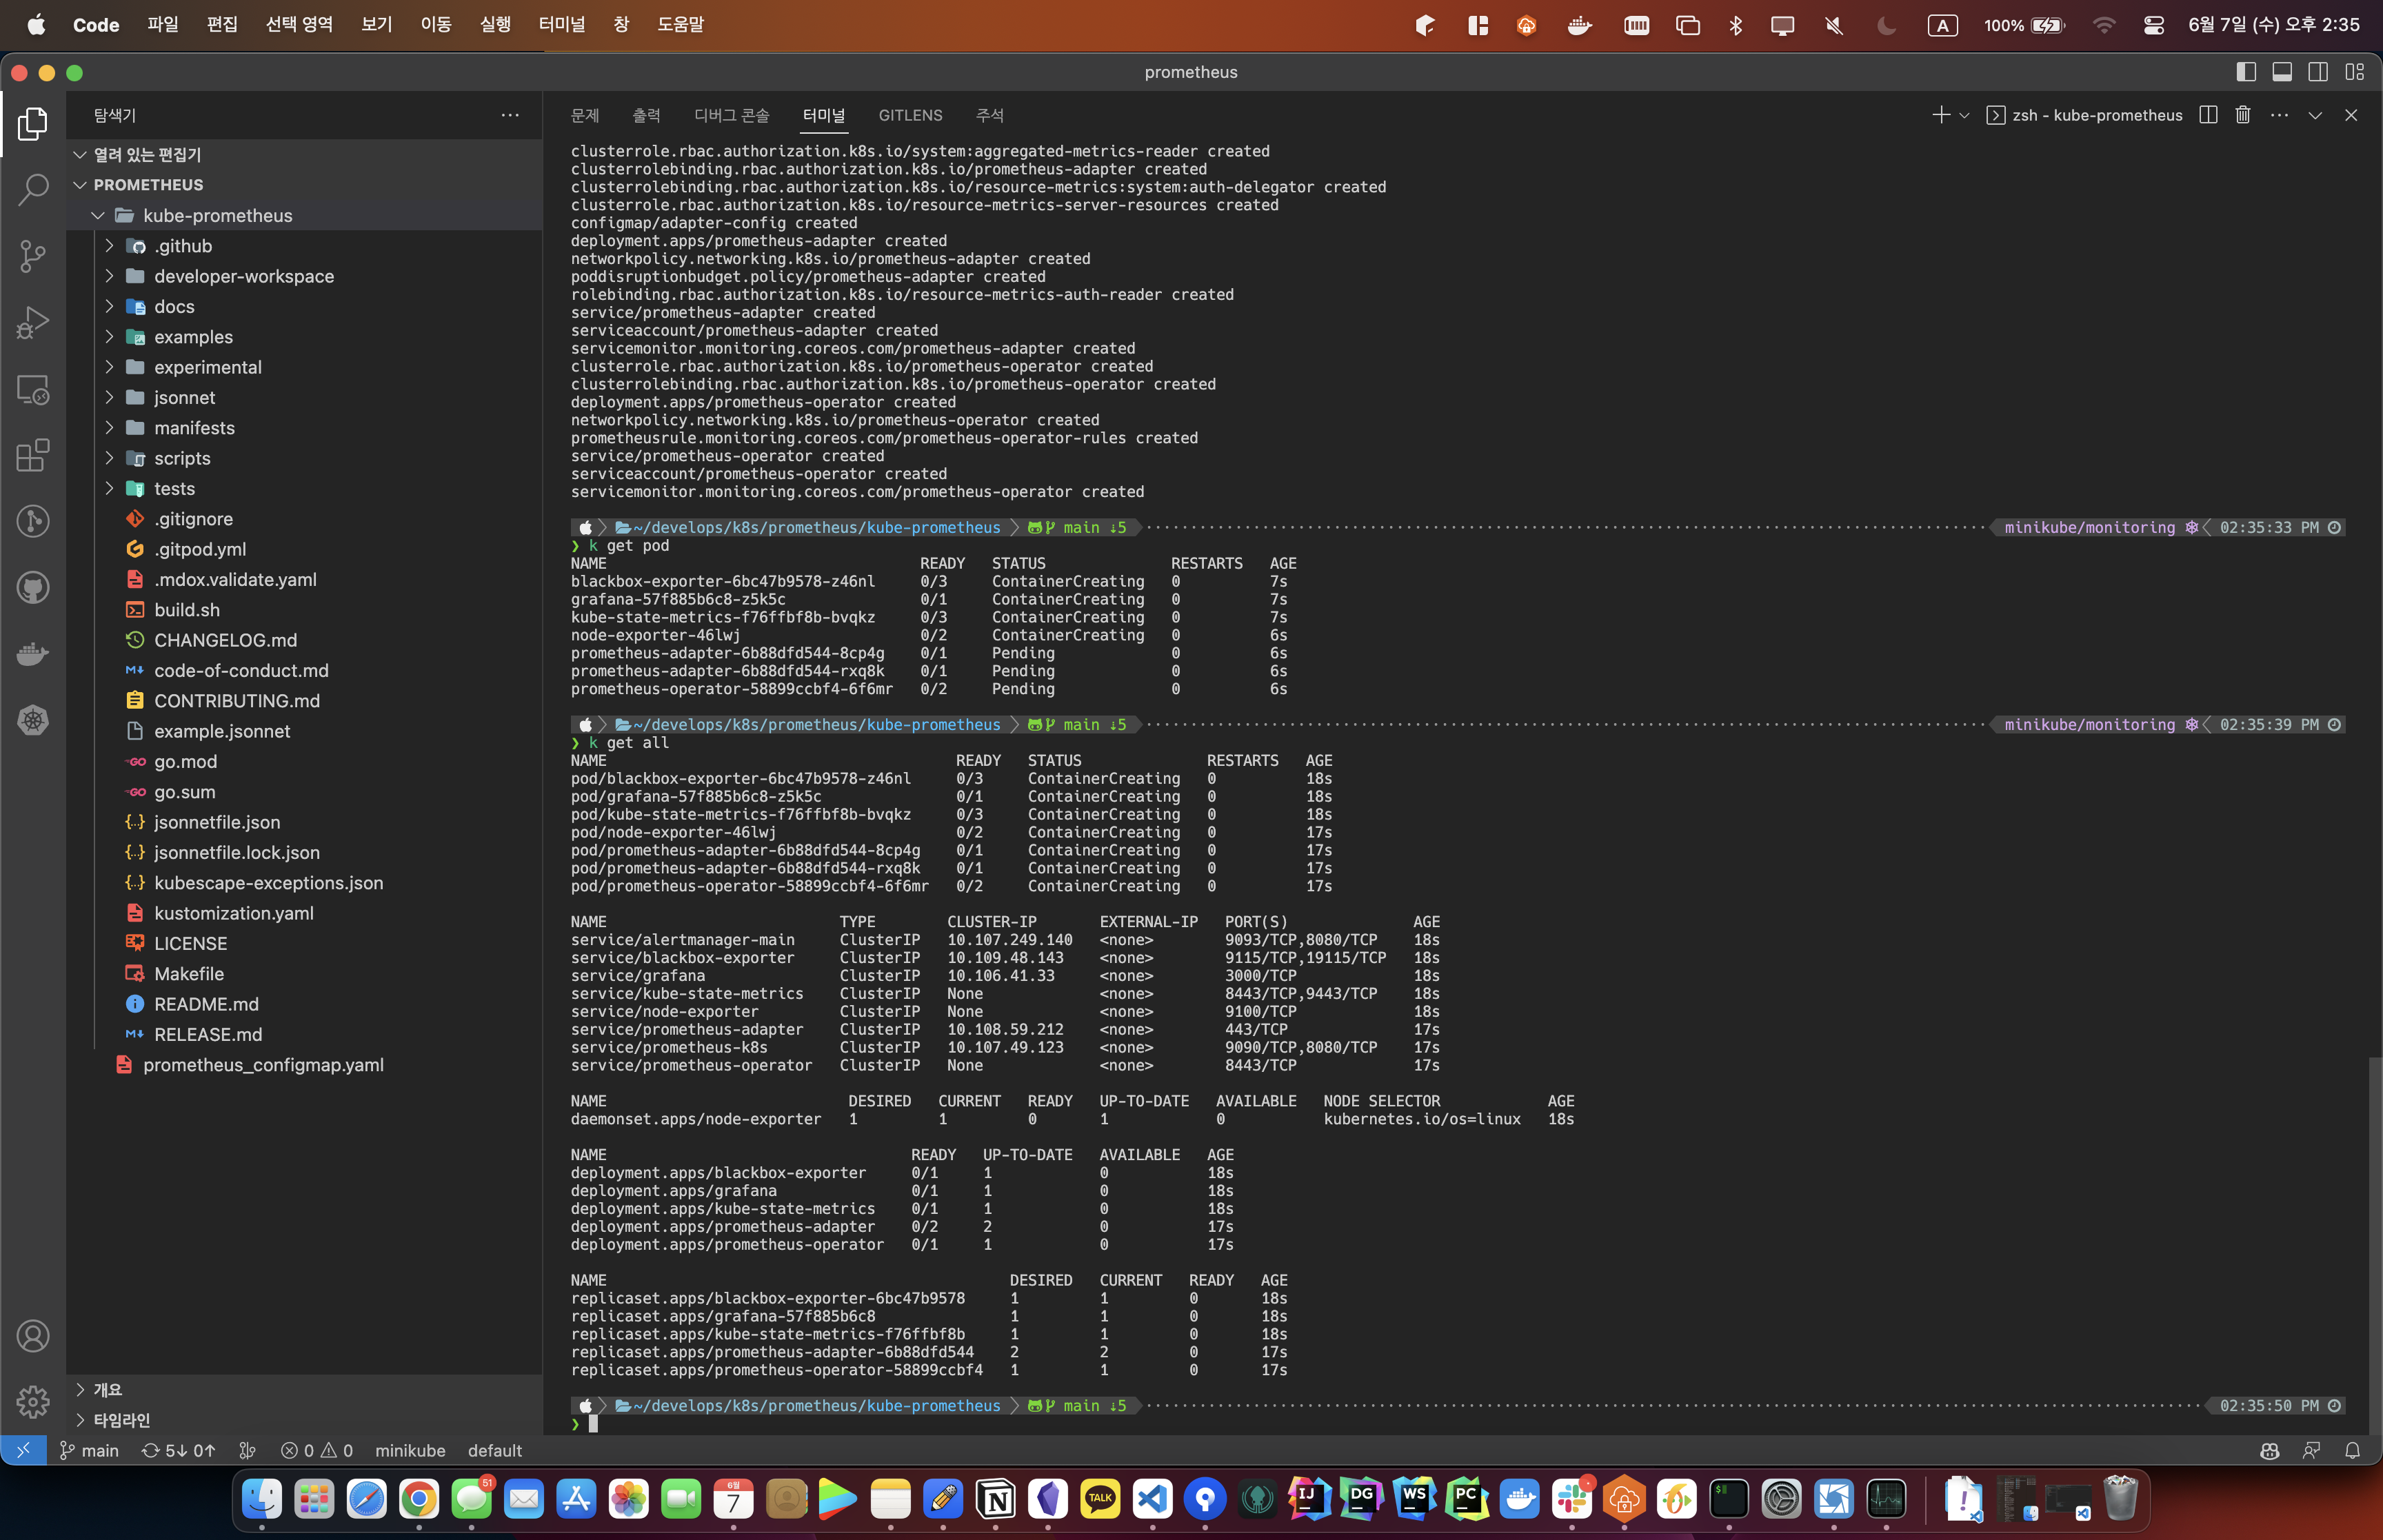 Code 파일 편집 선택 영역 보기 이동 실행 터미널 창 도움말 A 100% 6월 7일 (수) 오후 2:35
prometheus
탐색기
열려 있는 편집기
PROMETHEUS
kube-prometheus
.github
developer-workspace
docs
examples
experimental
jsonnet
manifests
scripts
tests
.gitignore
.gitpod.yml
.mdox.validate.yaml
build.sh
CHANGELOG.md
code-of-conduct.md
CONTRIBUTING.md
example.jsonnet
go.mod
go.sum
jsonnetfile.json
jsonnetfile.lock.json
kubescape-exceptions.json
kustomization.yaml
LICENSE
Makefile
README.md
RELEASE.md
prometheus_configmap.yaml
개요
타임라인
문제 출력 디버그 콘솔 터미널 GITLENS 주석 zsh - kube-prometheus
clusterrole.rbac.authorization.k8s.io/system:aggregated-metrics-reader created
clusterrolebinding.rbac.authorization.k8s.io/prometheus-adapter created
clusterrolebinding.rbac.authorization.k8s.io/resource-metrics:system:auth-delegator created
clusterrole.rbac.authorization.k8s.io/resource-metrics-server-resources created
configmap/adapter-config created
deployment.apps/prometheus-adapter created
networkpolicy.networking.k8s.io/prometheus-adapter created
poddisruptionbudget.policy/prometheus-adapter created
rolebinding.rbac.authorization.k8s.io/resource-metrics-auth-reader created
service/prometheus-adapter created
serviceaccount/prometheus-adapter created
servicemonitor.monitoring.coreos.com/prometheus-adapter created
clusterrole.rbac.authorization.k8s.io/prometheus-operator created
clusterrolebinding.rbac.authorization.k8s.io/prometheus-operator created
deployment.apps/prometheus-operator created
networkpolicy.networking.k8s.io/prometheus-operator created
prometheusrule.monitoring.coreos.com/prometheus-operator-rules created
service/prometheus-operator created
serviceaccount/prometheus-operator created
servicemonitor.monitoring.coreos.com/prometheus-operator created
~/develops/k8s/prometheus/kube-prometheus main ⇣5 minikube/monitoring 02:35:33 PM
❯ k get pod
NAME READY STATUS RESTARTS AGE
blackbox-exporter-6bc47b9578-z46nl 0/3 ContainerCreating 0 7s
grafana-57f885b6c8-z5k5c 0/1 ContainerCreating 0 7s
kube-state-metrics-f76ffbf8b-bvqkz 0/3 ContainerCreating 0 7s
node-exporter-46lwj 0/2 ContainerCreating 0 6s
prometheus-adapter-6b88dfd544-8cp4g 0/1 Pending 0 6s
prometheus-adapter-6b88dfd544-rxq8k 0/1 Pending 0 6s
prometheus-operator-58899ccbf4-6f6mr 0/2 Pending 0 6s
~/develops/k8s/prometheus/kube-prometheus main ⇣5 minikube/monitoring 02:35:39 PM
❯ k get all
NAME READY STATUS RESTARTS AGE
pod/blackbox-exporter-6bc47b9578-z46nl 0/3 ContainerCreating 0 18s
pod/grafana-57f885b6c8-z5k5c 0/1 ContainerCreating 0 18s
pod/kube-state-metrics-f76ffbf8b-bvqkz 0/3 ContainerCreating 0 18s
pod/node-exporter-46lwj 0/2 ContainerCreating 0 17s
pod/prometheus-adapter-6b88dfd544-8cp4g 0/1 ContainerCreating 0 17s
pod/prometheus-adapter-6b88dfd544-rxq8k 0/1 ContainerCreating 0 17s
pod/prometheus-operator-58899ccbf4-6f6mr 0/2 ContainerCreating 0 17s
NAME TYPE CLUSTER-IP EXTERNAL-IP PORT(S) AGE
service/alertmanager-main ClusterIP 10.107.249.140 <none> 9093/TCP,8080/TCP 18s
service/blackbox-exporter ClusterIP 10.109.48.143 <none> 9115/TCP,19115/TCP 18s
service/grafana ClusterIP 10.106.41.33 <none> 3000/TCP 18s
service/kube-state-metrics ClusterIP None <none> 8443/TCP,9443/TCP 18s
service/node-exporter ClusterIP None <none> 9100/TCP 18s
service/prometheus-adapter ClusterIP 10.108.59.212 <none> 443/TCP 17s
service/prometheus-k8s ClusterIP 10.107.49.123 <none> 9090/TCP,8080/TCP 17s
service/prometheus-operator ClusterIP None <none> 8443/TCP 17s
NAME DESIRED CURRENT READY UP-TO-DATE AVAILABLE NODE SELECTOR AGE
daemonset.apps/node-exporter 1 1 0 1 0 kubernetes.io/os=linux 18s
NAME READY UP-TO-DATE AVAILABLE AGE
deployment.apps/blackbox-exporter 0/1 1 0 18s
deployment.apps/grafana 0/1 1 0 18s
deployment.apps/kube-state-metrics 0/1 1 0 18s
deployment.apps/prometheus-adapter 0/2 2 0 17s
deployment.apps/prometheus-operator 0/1 1 0 17s
NAME DESIRED CURRENT READY AGE
replicaset.apps/blackbox-exporter-6bc47b9578 1 1 0 18s
replicaset.apps/grafana-57f885b6c8 1 1 0 18s
replicaset.apps/kube-state-metrics-f76ffbf8b 1 1 0 18s
replicaset.apps/prometheus-adapter-6b88dfd544 2 2 0 17s
replicaset.apps/prometheus-operator-58899ccbf4 1 1 0 17s
~/develops/k8s/prometheus/kube-prometheus main ⇣5 02:35:50 PM
❯
main 5↓ 0↑ 0 0 minikube default
51 6월 7 TALK IJ DG WS PC